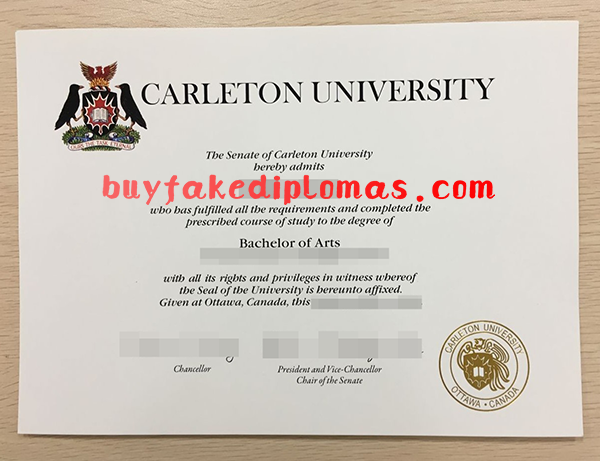 CARLETON UNIVERSITY
OURS THE TASK ETERNAL
The Senate of Carleton University
hereby admits
buyfakediplomas.com
who has fulfilled all the requirements and completed the
prescribed course of study to the degree of
Bachelor of Arts
with all its rights and privileges in witness whereof
the Seal of the University is hereunto affixed.
Given at Ottawa, Canada, this
Chancellor
President and Vice-Chancellor
Chair of the Senate
CARLETON UNIVERSITY
OTTAWA • CANADA